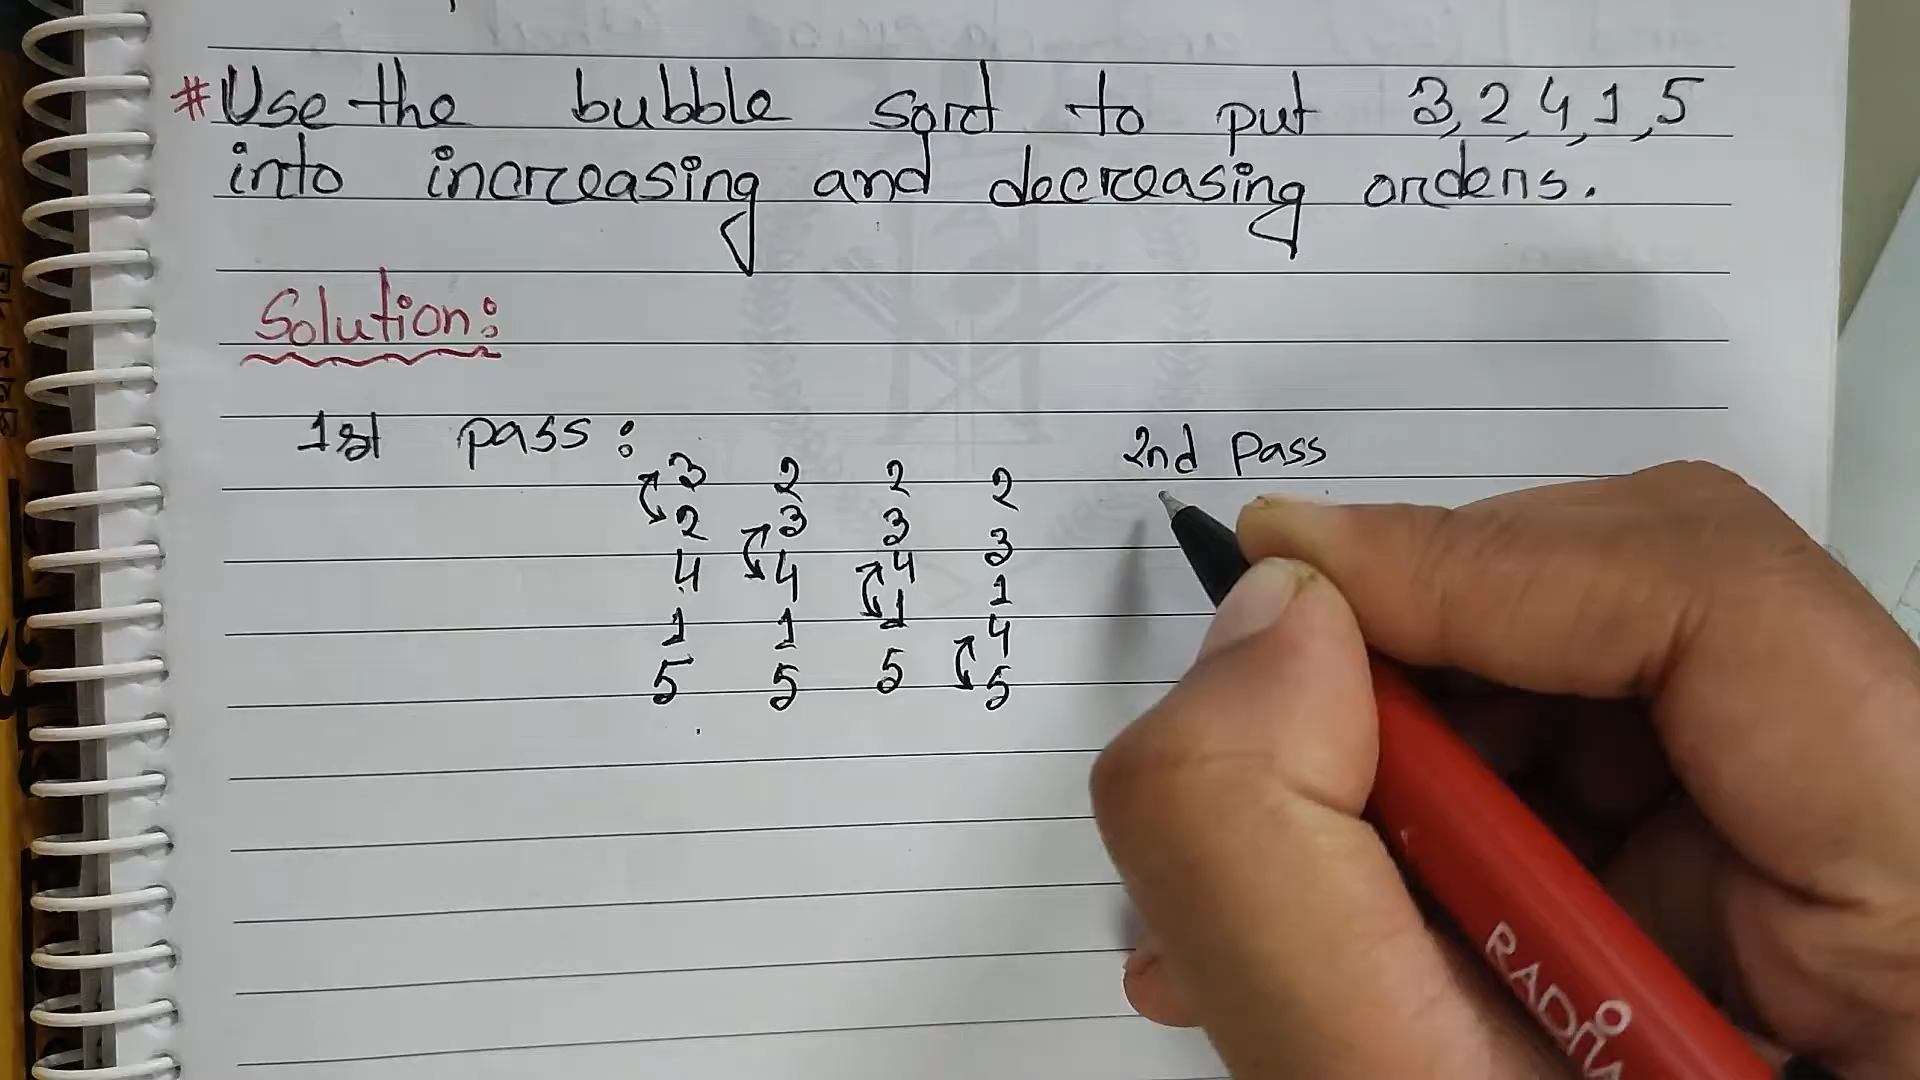 # Use the bubble sort to put 3, 2, 4, 1, 5
into increasing and decreasing orders.
Solution:
1st pass: 2nd Pass
3 2 2 2
2 3 3 3
4 4 4 1
1 1 1 4
5 5 5 5